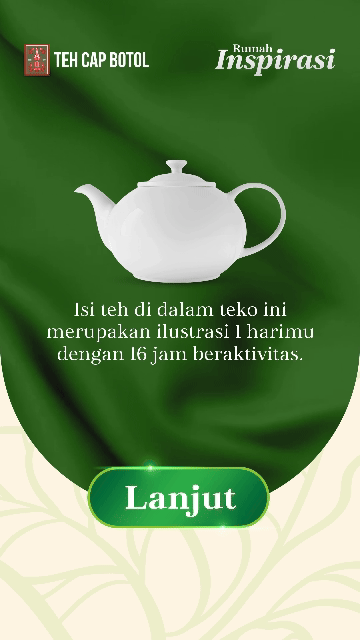 TEH CAP BOTOL
Rumah
Inspirasi
Isi teh di dalam teko ini
merupakan ilustrasi 1 harimu
dengan 16 jam beraktivitas.
Lanjut